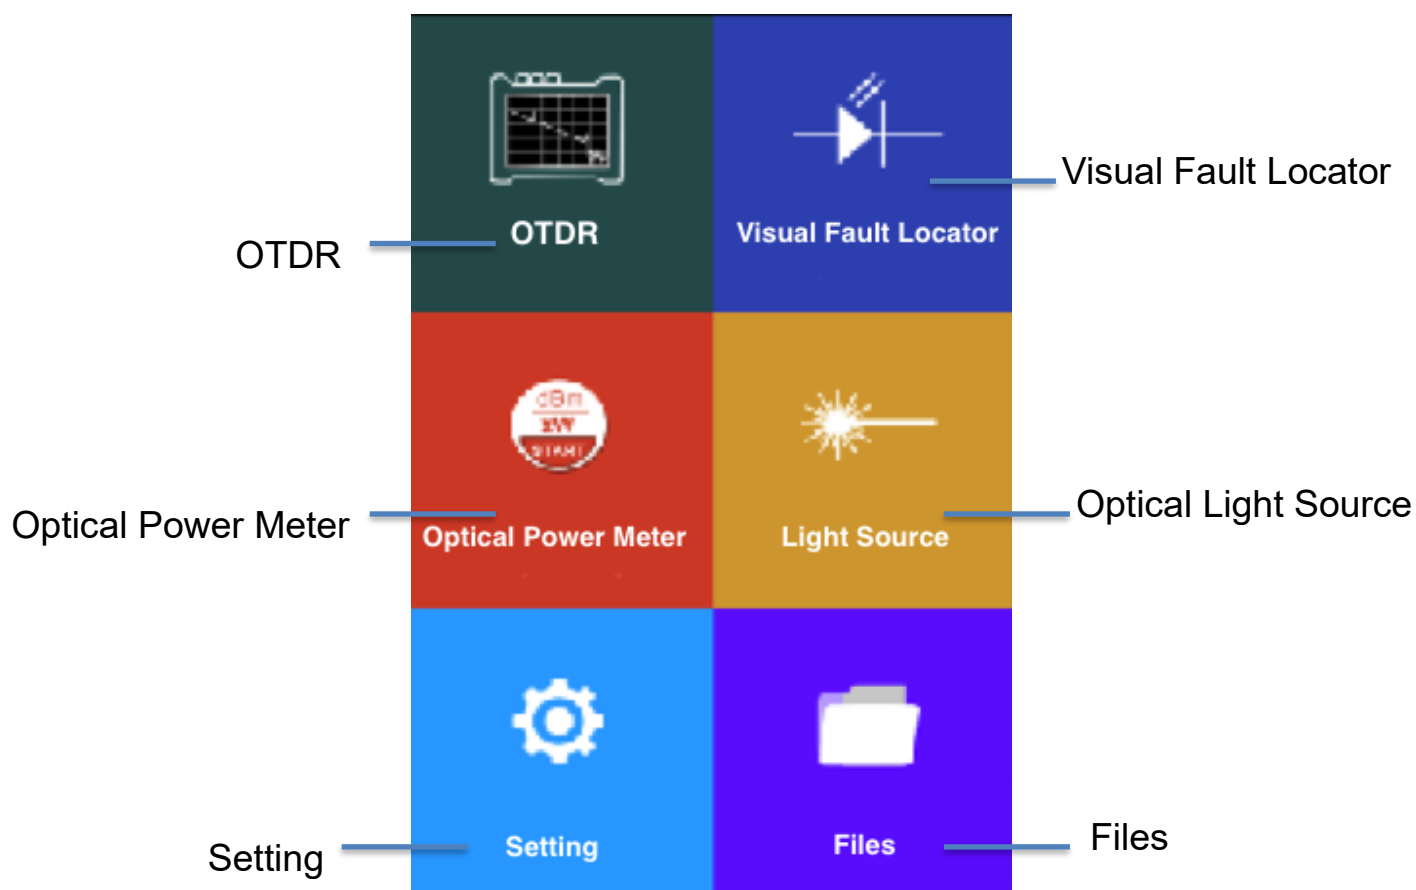 OTDR
Visual Fault Locator
Visual Fault Locator
OTDR
dBm
xW
START
Optical Power Meter
Light Source
Optical Power Meter
Optical Light Source
Setting
Files
Setting
Files